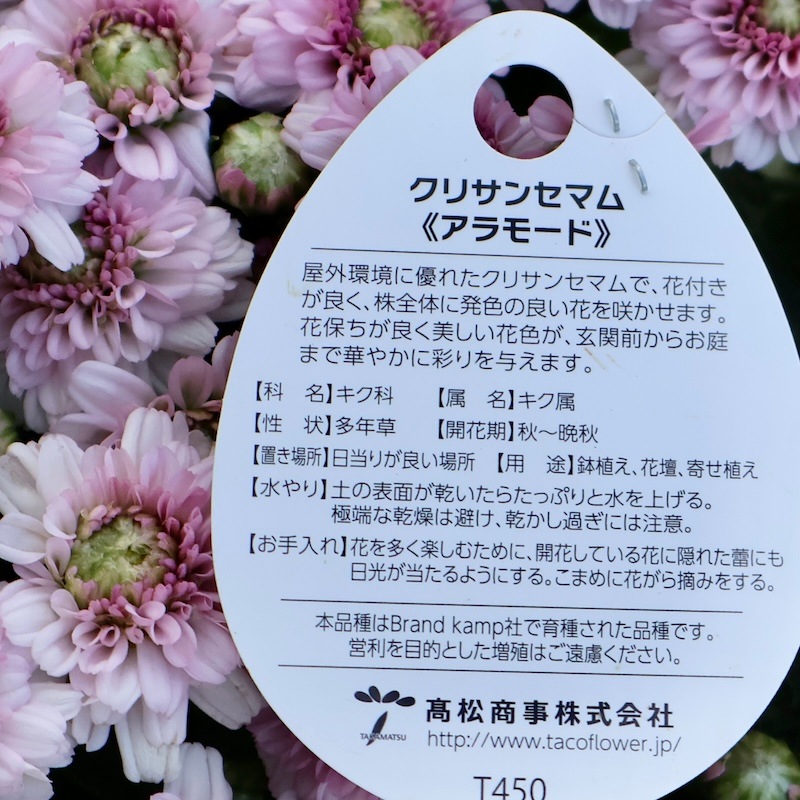 クリサンセマム
《アラモード》
屋外環境に優れたクリサンセマムで、花付き
が良く、株全体に発色の良い花を咲かせます。
花保ちが良く美しい花色が、玄関前からお庭
まで華やかに彩りを与えます。
【科　名】キク科　【属　名】キク属
【性　状】多年草　【開花期】秋～晩秋
【置き場所】日当りが良い場所　【用　途】鉢植え、花壇、寄せ植え
【水やり】土の表面が乾いたらたっぷりと水を上げる。
極端な乾燥は避け、乾かし過ぎには注意。
【お手入れ】花を多く楽しむために、開花している花に隠れた蕾にも
日光が当たるようにする。こまめに花がら摘みをする。
本品種はBrand kamp社で育種された品種です。
営利を目的とした増殖はご遠慮ください。
TAKAMATSU
髙松商事株式会社
http://www.tacoflower.jp/
T450